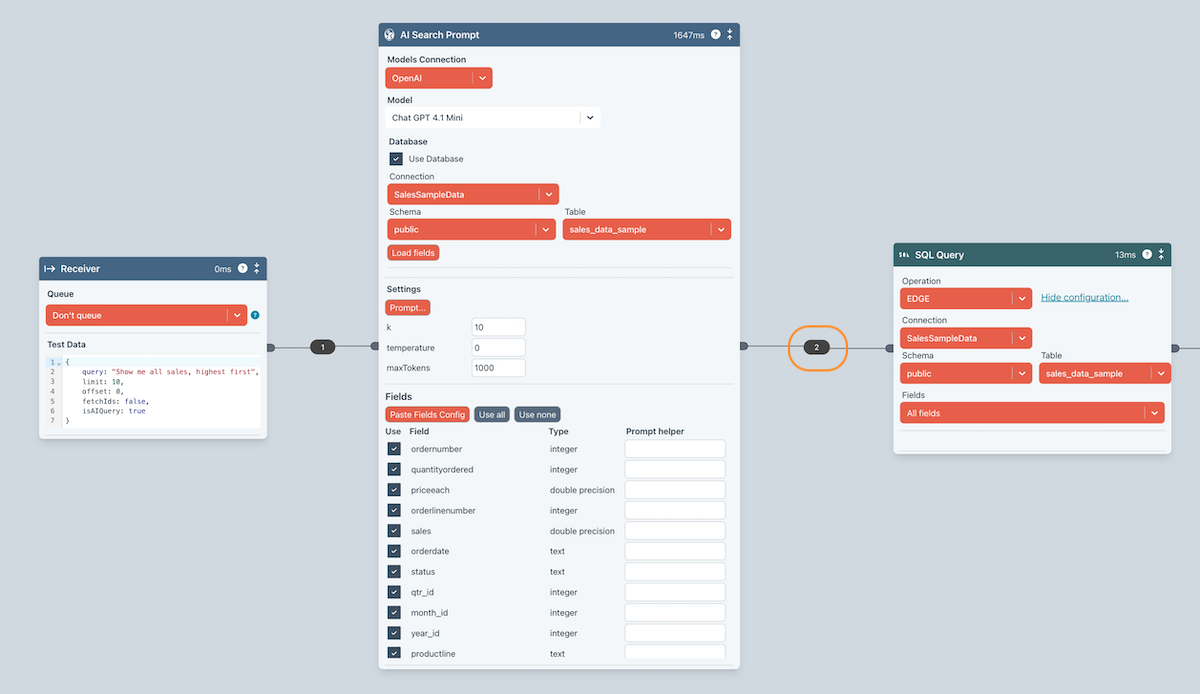 AI Search Prompt 1647ms ?
Models Connection
OpenAI
Model
Chat GPT 4.1 Mini
Database
Use Database
Connection
SalesSampleData
Schema Table
public sales_data_sample
Load fields
Settings
Prompt...
k 10
temperature 0
maxTokens 1000
Fields
Paste Fields Config Use all Use none
Use Field Type Prompt helper
ordernumber integer
quantityordered integer
priceeach double precision
orderlinenumber integer
sales double precision
orderdate text
status text
qtr_id integer
month_id integer
year_id integer
productline text
Receiver 0ms ?
Queue
Don't queue ?
Test Data
1 {
2 query: "Show me all sales, highest first",
3 limit: 10,
4 offset: 0,
5 fetchIds: false,
6 isAIQuery: true
7 }
1
2
SQL Query 13ms ?
Operation
EDGE Hide configuration...
Connection
SalesSampleData
Schema Table
public sales_data_sample
Fields
All fields